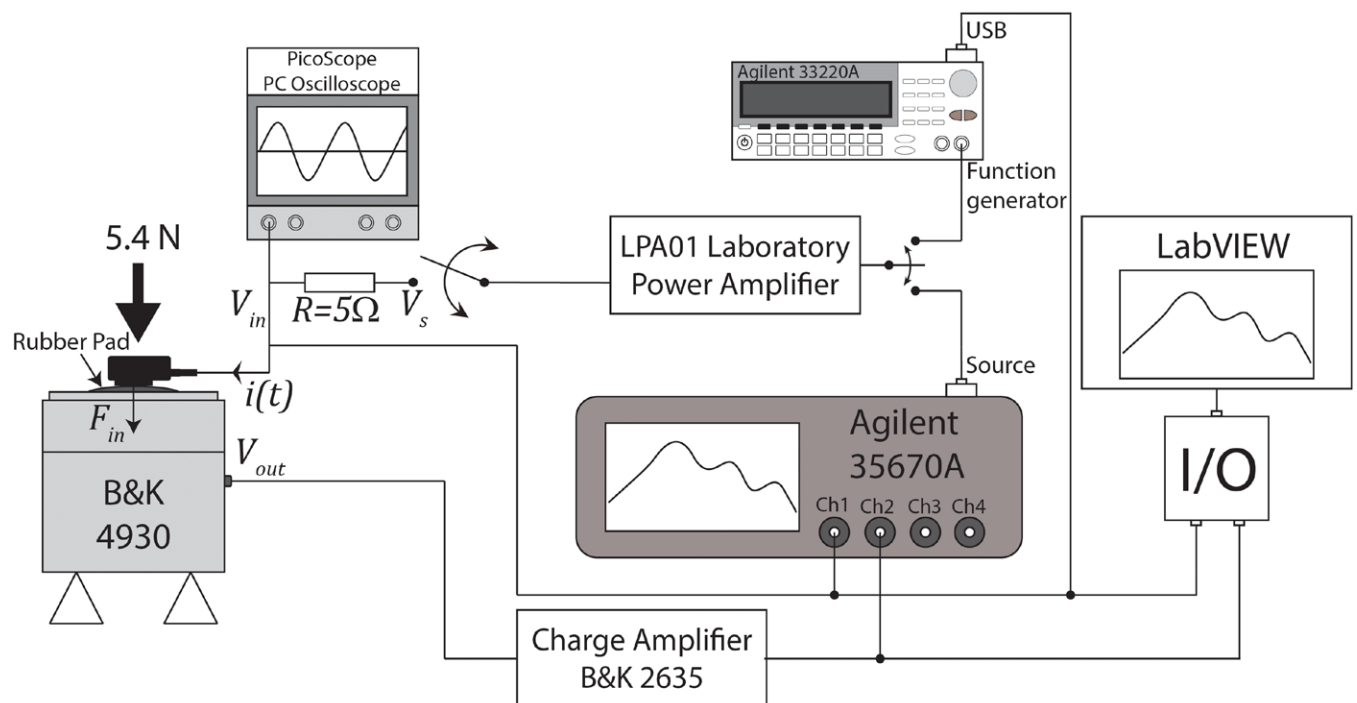 PicoScope
PC Oscilloscope
USB
Agilent 33220A
Function
generator
5.4 N
LPA01 Laboratory
Power Amplifier
LabVIEW
V_in
R=5Ω
V_s
Rubber Pad
i(t)
F_in
Source
Agilent
35670A
Ch1 Ch2 Ch3 Ch4
I/O
V_out
B&K
4930
Charge Amplifier
B&K 2635